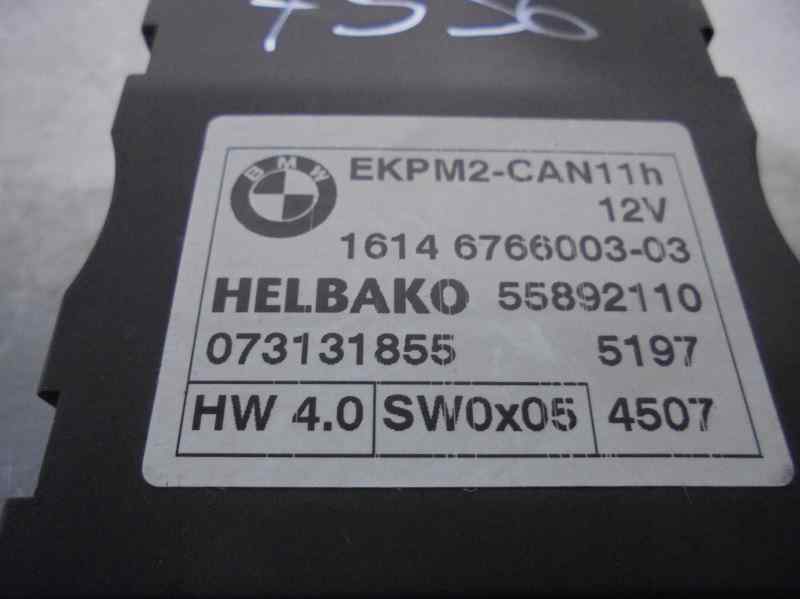 7556
BMW
EKPM2-CAN11h
12V
1614 6766003-03
HELBAKO 55892110
073131855 5197
HW 4.0 SW0x05 4507